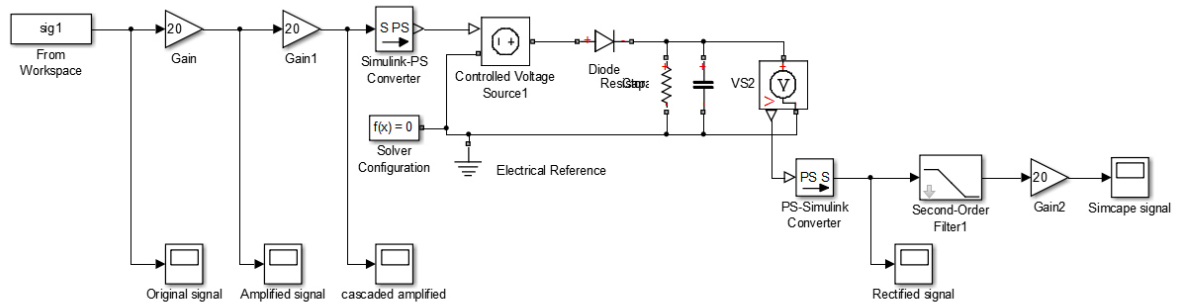 sig1
From
Workspace
20
Gain
20
Gain1
S PS
Simulink-PS
Converter
Controlled Voltage
Source1
Diode
Resistor
VS2
V
f(x) = 0
Solver
Configuration
Electrical Reference
PS S
PS-Simulink
Converter
Second-Order
Filter1
20
Gain2
Simcape signal
Original signal
Amplified signal
cascaded amplified
Rectified signal